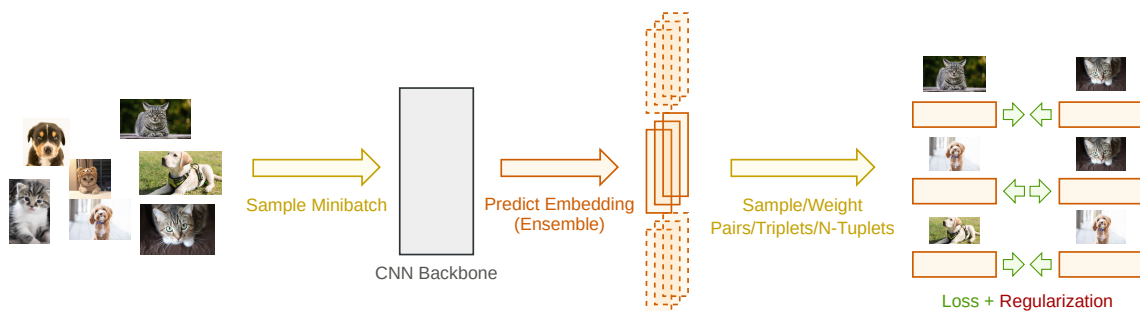 Sample Minibatch
CNN Backbone
Predict Embedding
(Ensemble)
Sample/Weight
Pairs/Triplets/N-Tuplets
Loss + Regularization